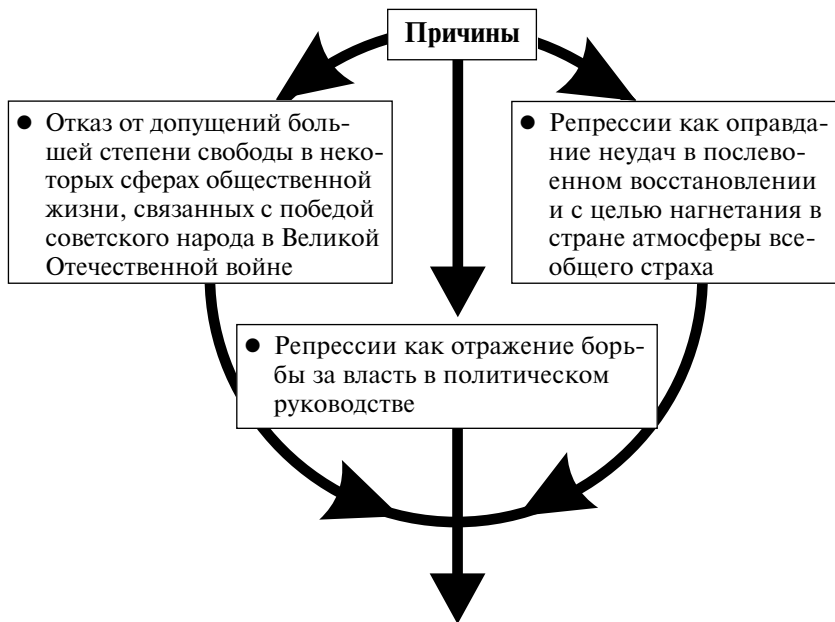 Причины
● Отказ от допущений боль-
шей степени свободы в неко-
торых сферах общественной
жизни, связанных с победой
советского народа в Великой
Отечественной войне
● Репрессии как оправда-
ние неудач в послево-
енном восстановлении
и с целью нагнетания в
стране атмосферы все-
общего страха
● Репрессии как отражение борь-
бы за власть в политическом
руководстве